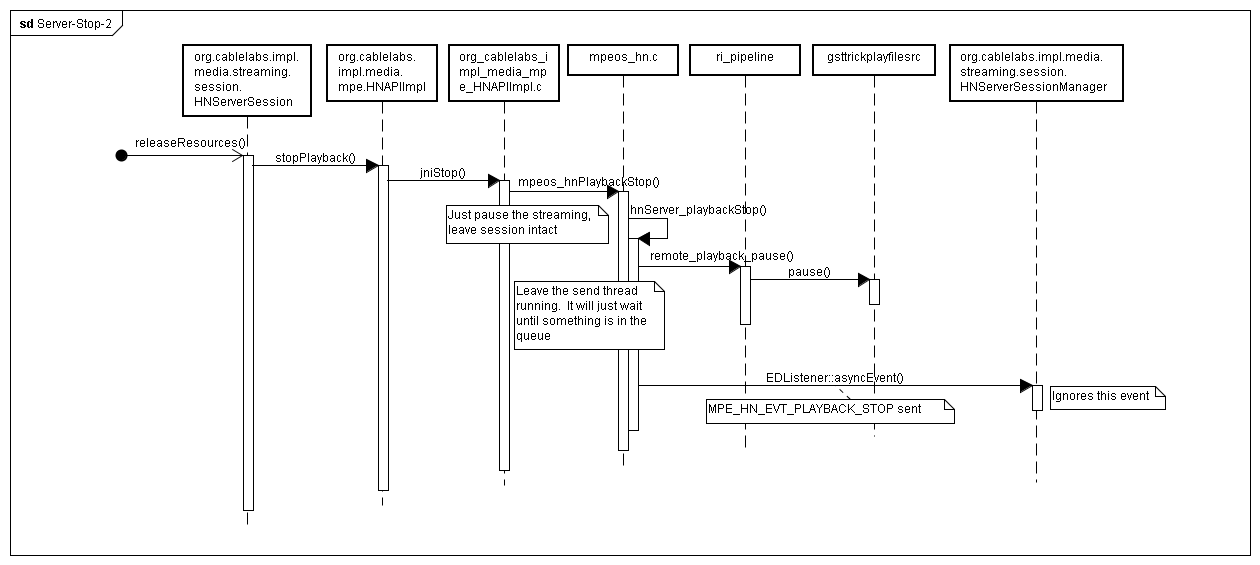 sd Server-Stop-2
org.cablelabs.impl.
media.streaming.
session.
HNServerSession
org.cablelabs.
impl.media.
mpe.HNAPIImpl
org_cablelabs_i
mpl_media_mp
e_HNAPIImpl.c
mpeos_hn.c
ri_pipeline
gsttrickplayfilesrc
org.cablelabs.impl.media.
streaming.session.
HNServerSessionManager
releaseResources()
stopPlayback()
jniStop()
mpeos_hnPlaybackStop()
hnServer_playbackStop()
Just pause the streaming,
leave session intact
remote_playback_pause()
pause()
Leave the send thread
running.  It will just wait
until something is in the
queue
EDListener::asyncEvent()
MPE_HN_EVT_PLAYBACK_STOP sent
Ignores this event